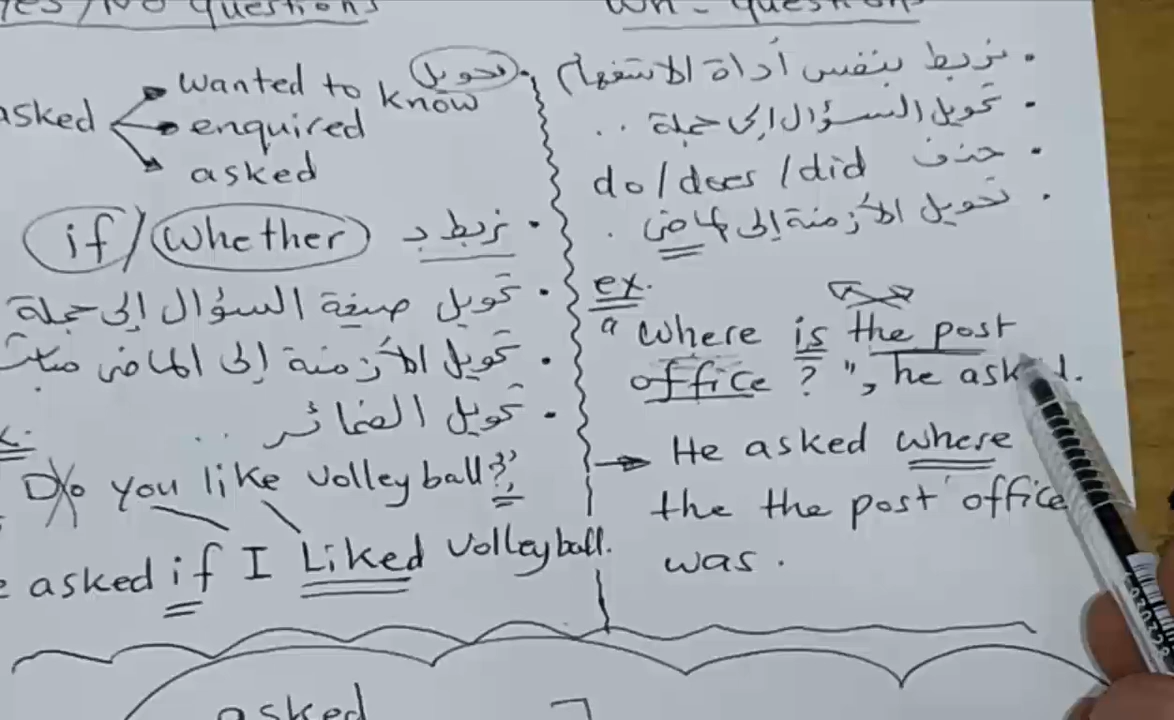 Yes/No questions
asked
تحويل
wanted to know
enquired
asked
if/whether
. نربط بـ
. تحويل صيغة السؤال إلى جملة
. تحويل الأزمنة إلى الماضي
. تحويل الضمائر ..
Do you like volleyball?"
asked if I Liked volleyball.
Wh- questions
. نربط بنفس أداة الاستفهام
. تحويل السؤال إلى جملة ..
. حذف do/does/did
. تحويل الأزمنة إلى ماضي .
ex.
" Where is the post
office ? ", he asked.
He asked where
the the post office
was .
asked